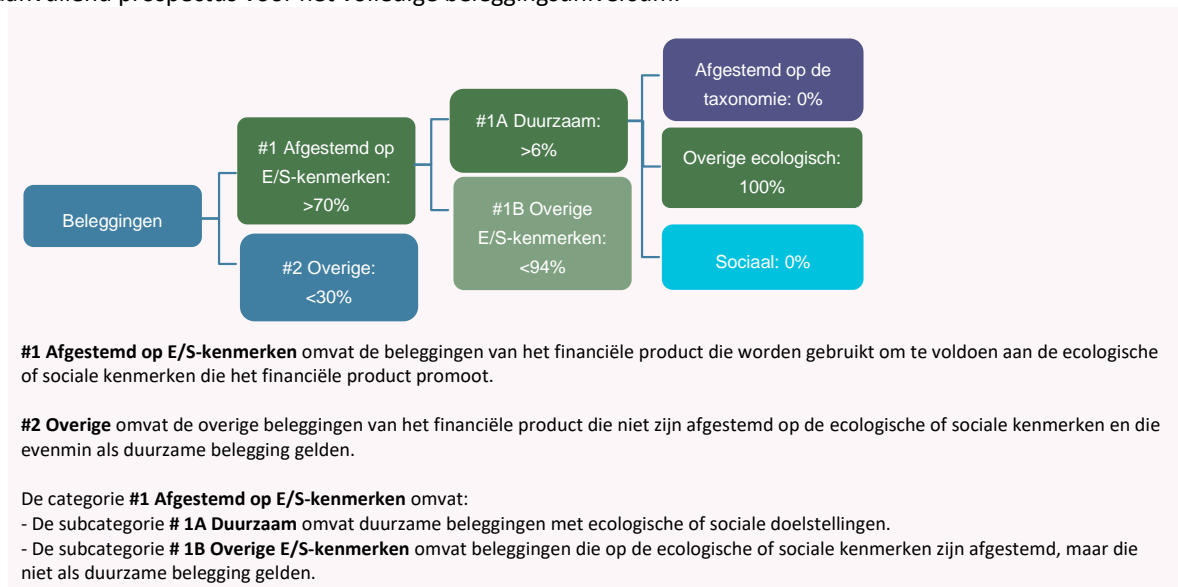 aanvullend prospectus voor het volledige beleggingsuniversum.
Beleggingen
#1 Afgestemd op
E/S-kenmerken:
>70%
#2 Overige:
<30%
#1A Duurzaam:
>6%
#1B Overige
E/S-kenmerken:
<94%
Afgestemd op de
taxonomie: 0%
Overige ecologisch:
100%
Sociaal: 0%
#1 Afgestemd op E/S-kenmerken omvat de beleggingen van het financiële product die worden gebruikt om te voldoen aan de ecologische
of sociale kenmerken die het financiële product promoot.
#2 Overige omvat de overige beleggingen van het financiële product die niet zijn afgestemd op de ecologische of sociale kenmerken en die
evenmin als duurzame belegging gelden.
De categorie #1 Afgestemd op E/S-kenmerken omvat:
- De subcategorie # 1A Duurzaam omvat duurzame beleggingen met ecologische of sociale doelstellingen.
- De subcategorie # 1B Overige E/S-kenmerken omvat beleggingen die op de ecologische of sociale kenmerken zijn afgestemd, maar die
niet als duurzame belegging gelden.